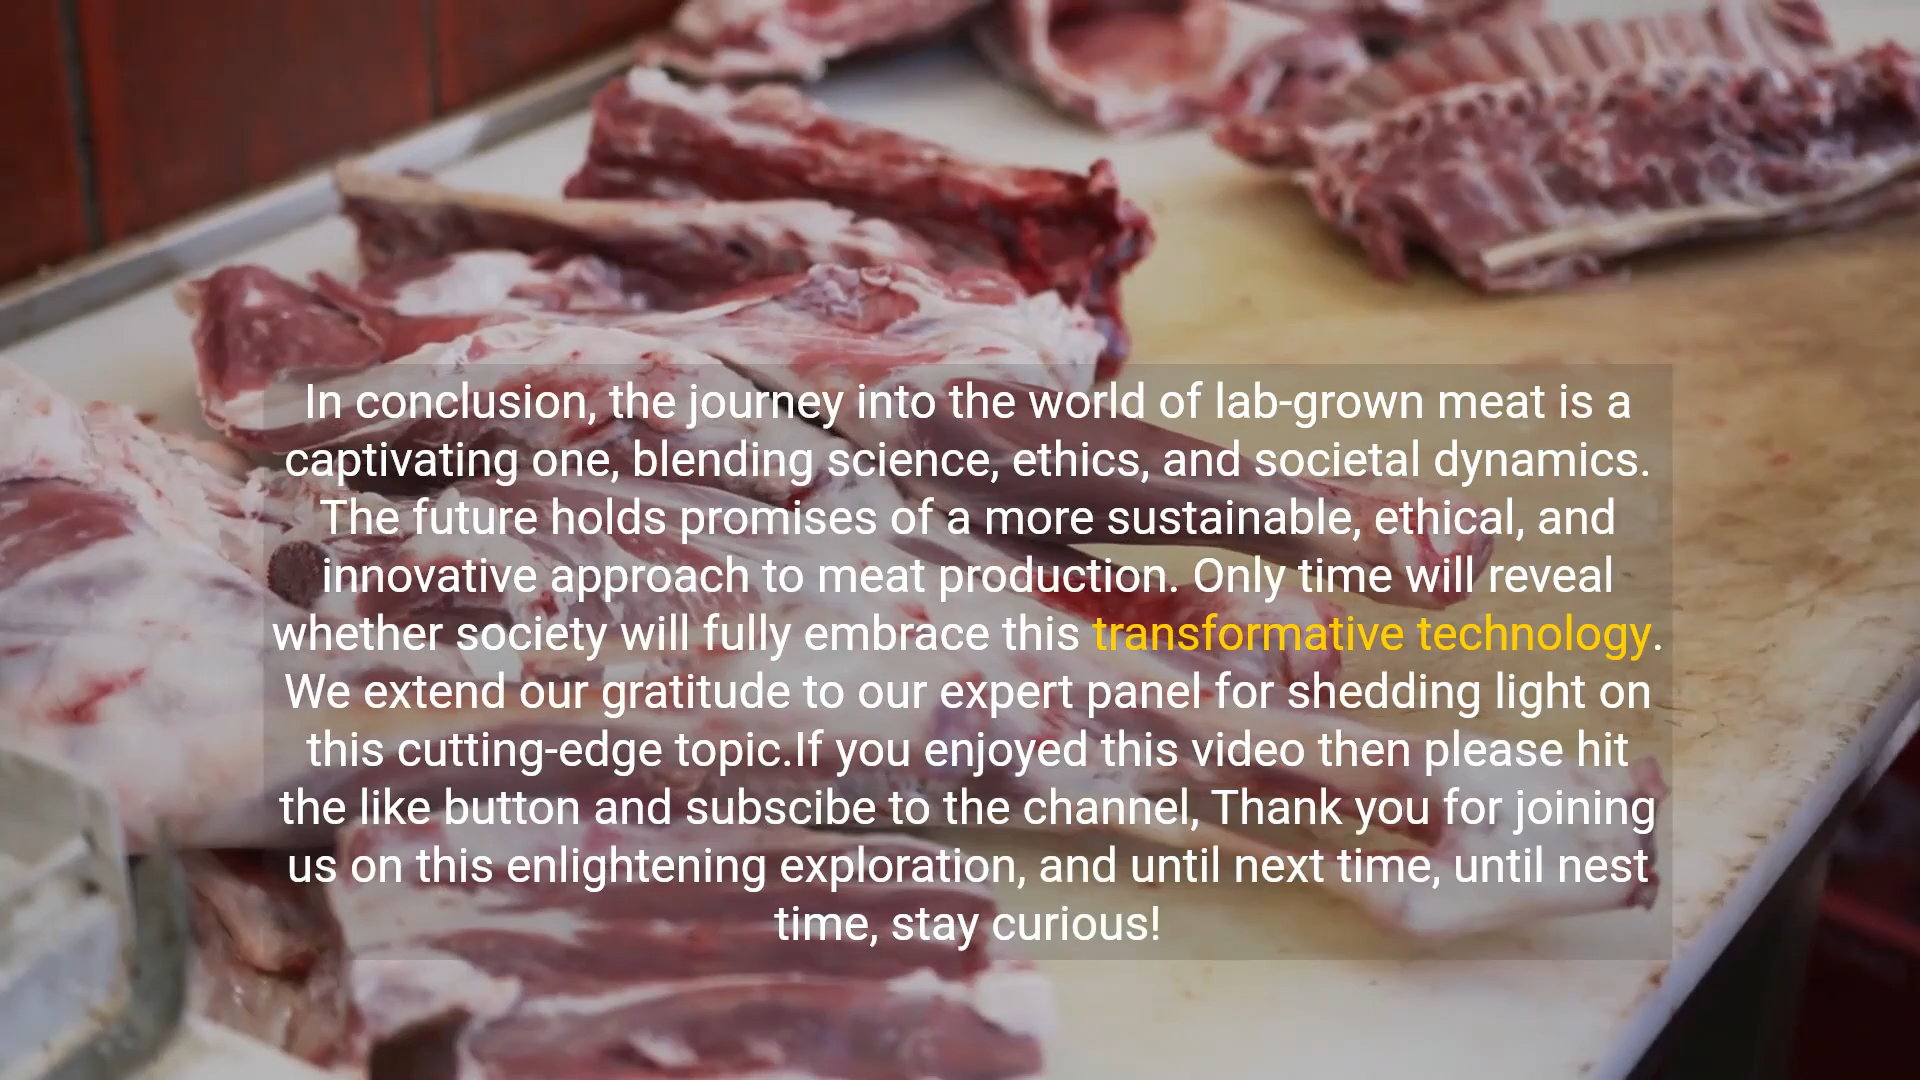 In conclusion, the journey into the world of lab-grown meat is a
captivating one, blending science, ethics, and societal dynamics.
The future holds promises of a more sustainable, ethical, and
innovative approach to meat production. Only time will reveal
whether society will fully embrace this transformative technology.
We extend our gratitude to our expert panel for shedding light on
this cutting-edge topic.If you enjoyed this video then please hit
the like button and subscibe to the channel, Thank you for joining
us on this enlightening exploration, and until next time, until nest
time, stay curious!